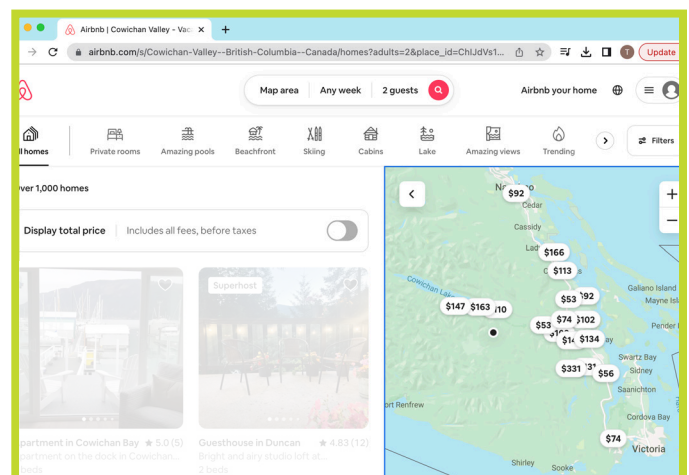 Airbnb | Cowichan Valley - Vaca
airbnb.com/s/Cowichan-Valley--British-Columbia--Canada/homes?adults=2&place_id=ChIJdVs1...
T
Update
Map area
Any week
2 guests
Airbnb your home
ll homes
Private rooms
Amazing pools
Beachfront
Skiing
Cabins
Lake
Amazing views
Trending
Filters
ver 1,000 homes
Display total price
Includes all fees, before taxes
Superhost
partment in Cowichan Bay ★ 5.0 (5)
partment on the dock in Cowichan...
beds
Guesthouse in Duncan ★ 4.83 (12)
Bright and airy studio loft at...
2 beds
$92
Cedar
Cassidy
$166
$113
Galiano Island
Mayne Isl
Cowichan Lake
$53
$92
$147
$163
$74
$102
$53
Pender I
$134
Swartz Bay
$331
$56
Sidney
Saanichton
ort Renfrew
Cordova Bay
$74
Victoria
Shirley
Sooke